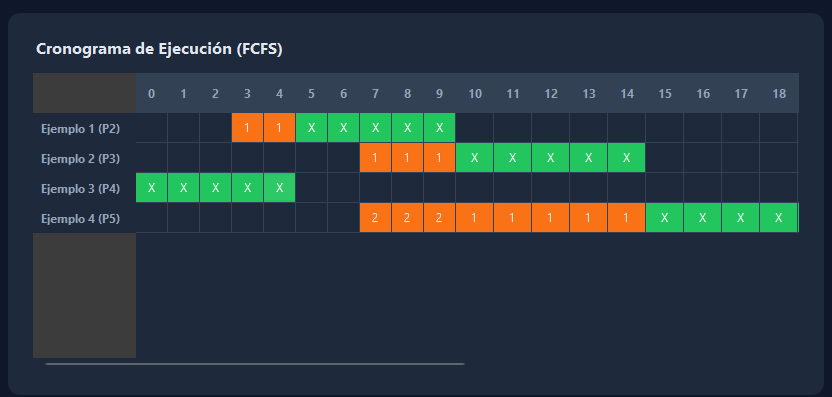 Cronograma de Ejecución (FCFS)
0 1 2 3 4 5 6 7 8 9 10 11 12 13 14 15 16 17 18
Ejemplo 1 (P2) 1 1 X X X X X
Ejemplo 2 (P3) 1 1 1 X X X X X
Ejemplo 3 (P4) X X X X X
Ejemplo 4 (P5) 2 2 2 1 1 1 1 1 X X X X